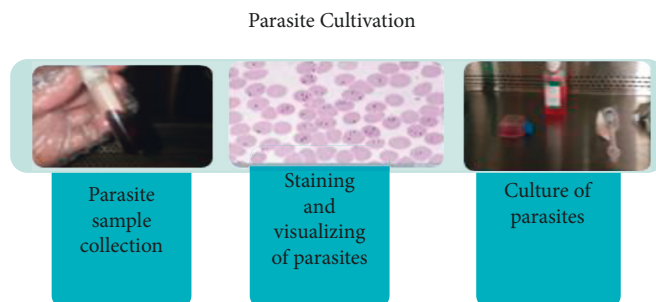 Parasite Cultivation
Parasite
sample
collection
Staining
and
visualizing
of parasites
Culture of
parasites